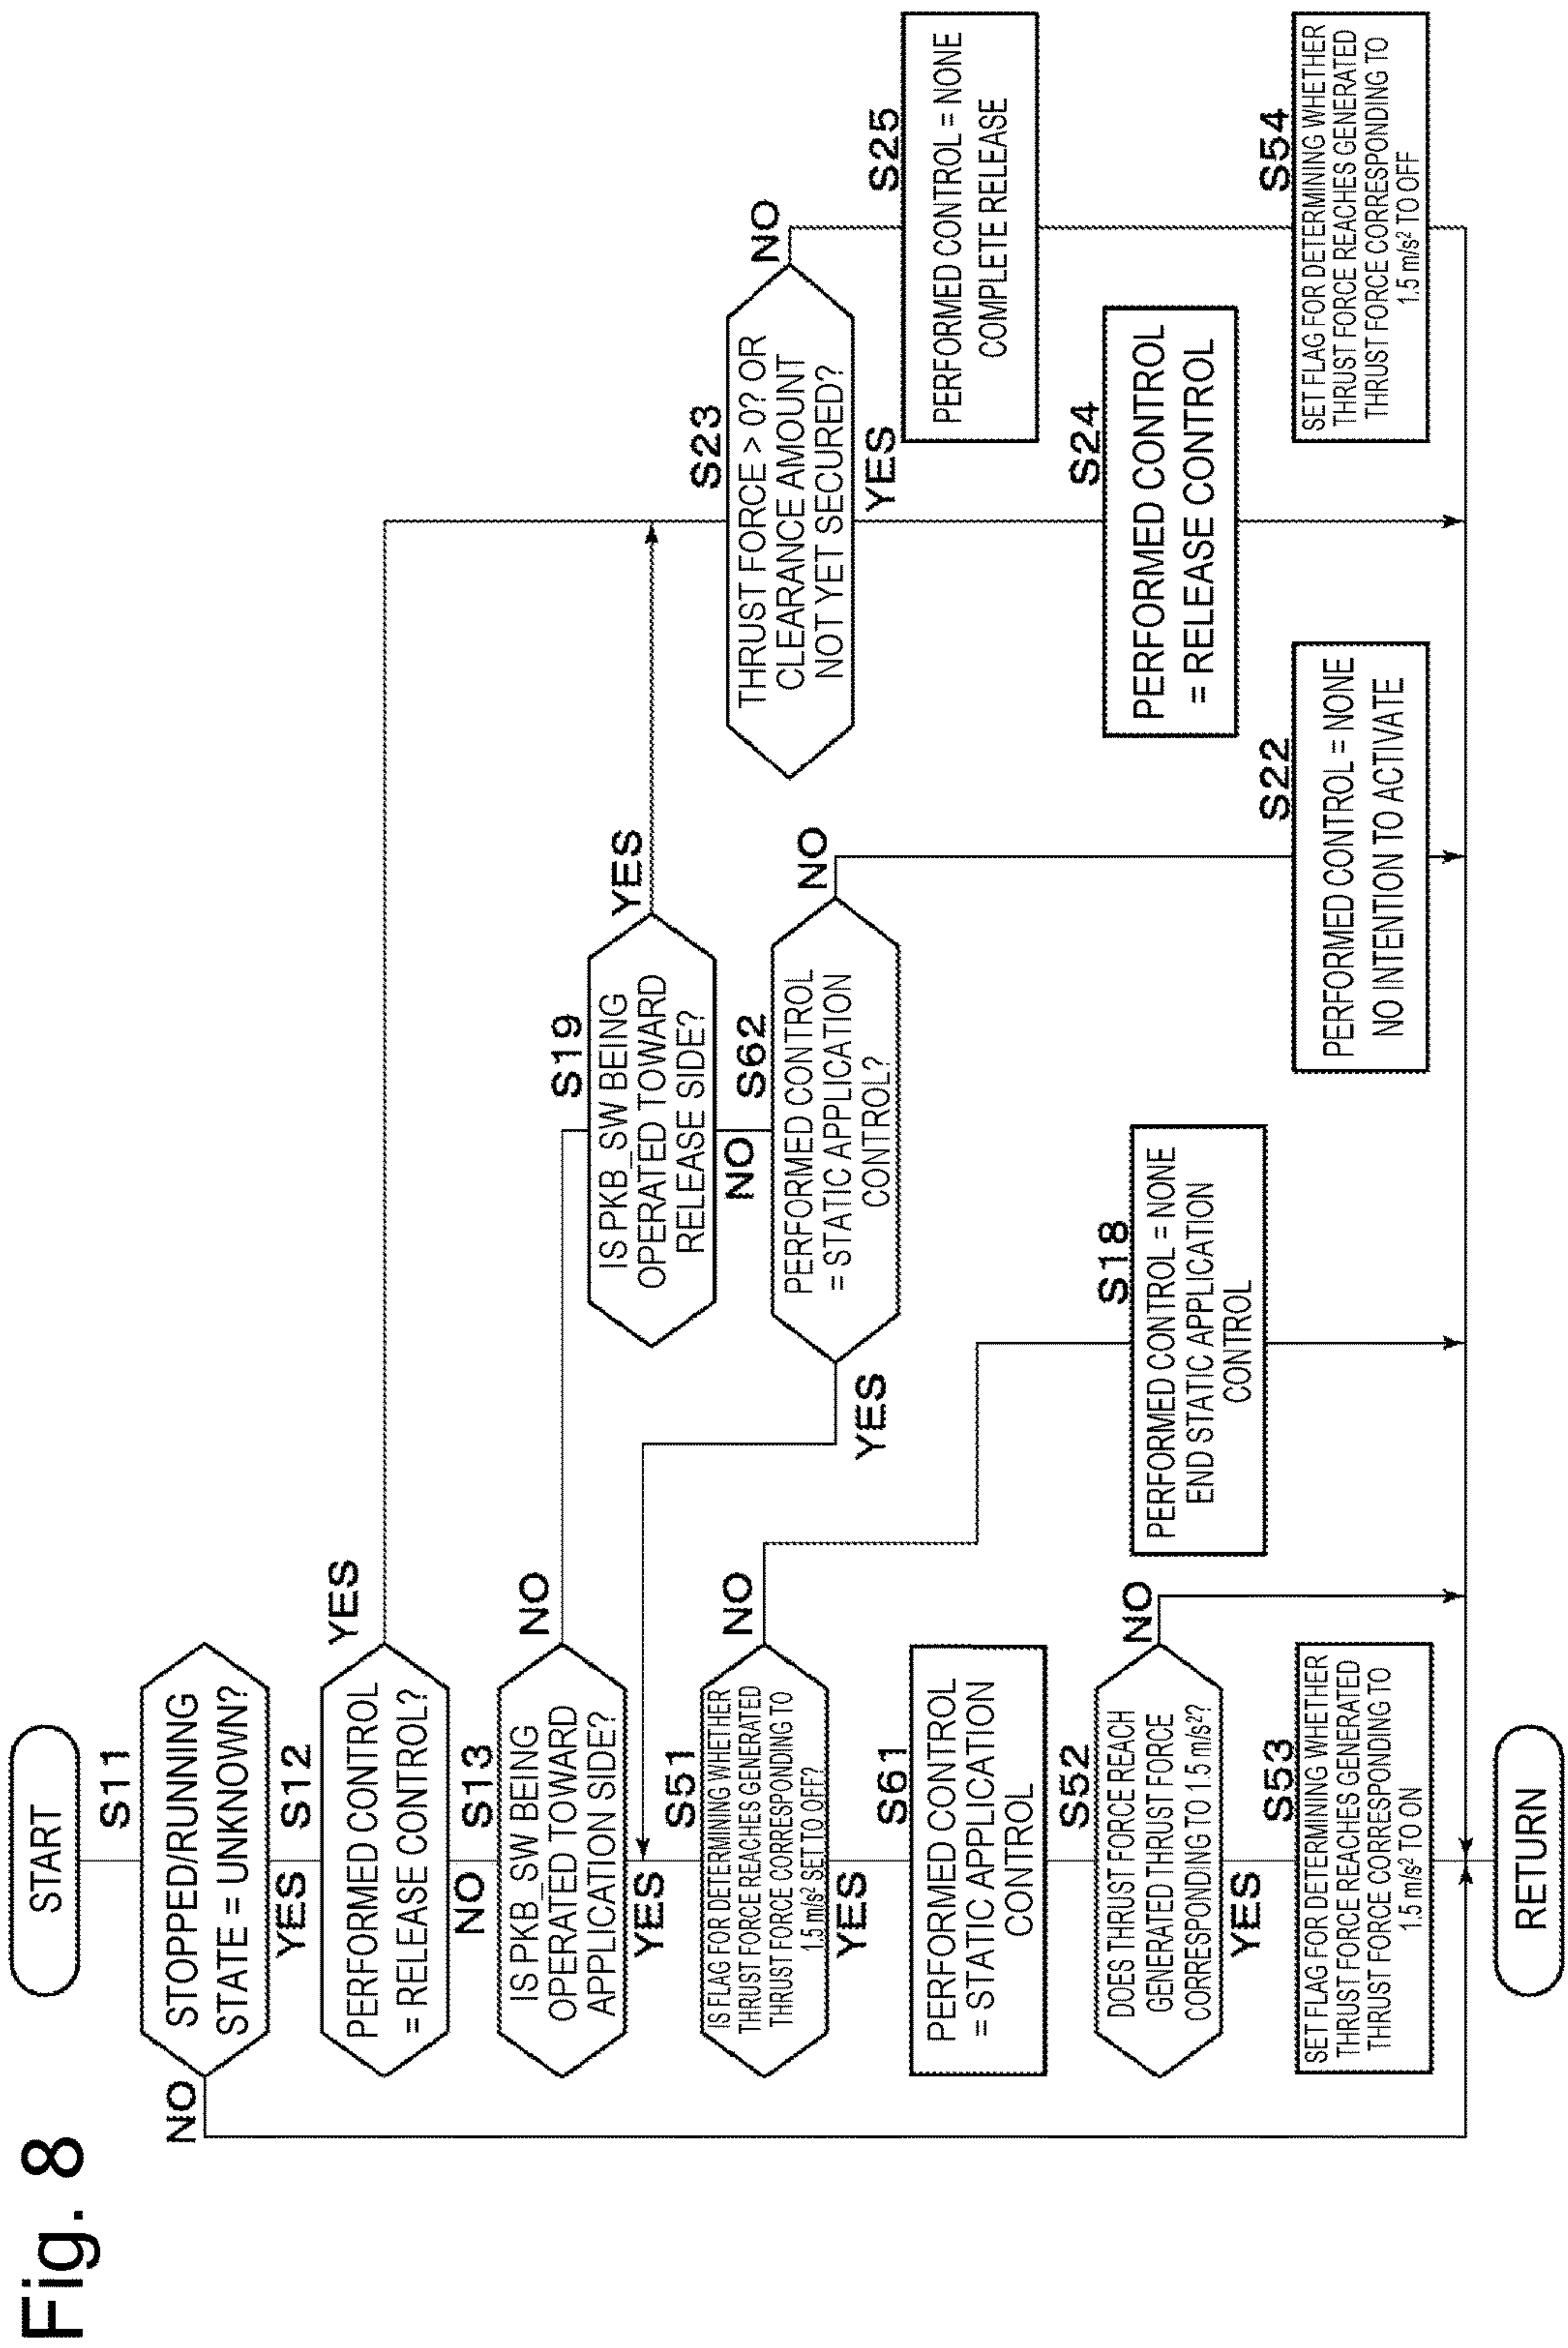 Fig. 8
START
S11
STOPPED/RUNNING
STATE = UNKNOWN?
NO
YES
S12
PERFORMED CONTROL
= RELEASE CONTROL?
YES
NO
S13
IS PKB_SW BEING
OPERATED TOWARD
APPLICATION SIDE?
NO
YES
S19
IS PKB_SW BEING
OPERATED TOWARD
RELEASE SIDE?
YES
NO
S62
PERFORMED CONTROL
= STATIC APPLICATION
CONTROL?
NO
YES
S23
THRUST FORCE > 0? OR
CLEARANCE AMOUNT
NOT YET SECURED?
NO
YES
S51
IS FLAG FOR DETERMINING WHETHER
THRUST FORCE REACHES GENERATED
THRUST FORCE CORRESPONDING TO
1.5 m/s² SET TO OFF?
NO
YES
S61
PERFORMED CONTROL
= STATIC APPLICATION
CONTROL
S25
PERFORMED CONTROL = NONE
COMPLETE RELEASE
S52
DOES THRUST FORCE REACH
GENERATED THRUST FORCE
CORRESPONDING TO 1.5 m/s²?
NO
YES
S18
PERFORMED CONTROL = NONE
END STATIC APPLICATION
CONTROL
S24
PERFORMED CONTROL
= RELEASE CONTROL
S53
SET FLAG FOR DETERMINING WHETHER
THRUST FORCE REACHES GENERATED
THRUST FORCE CORRESPONDING TO
1.5 m/s² TO ON
S22
PERFORMED CONTROL = NONE
NO INTENTION TO ACTIVATE
S54
SET FLAG FOR DETERMINING WHETHER
THRUST FORCE REACHES GENERATED
THRUST FORCE CORRESPONDING TO
1.5 m/s² TO OFF
RETURN